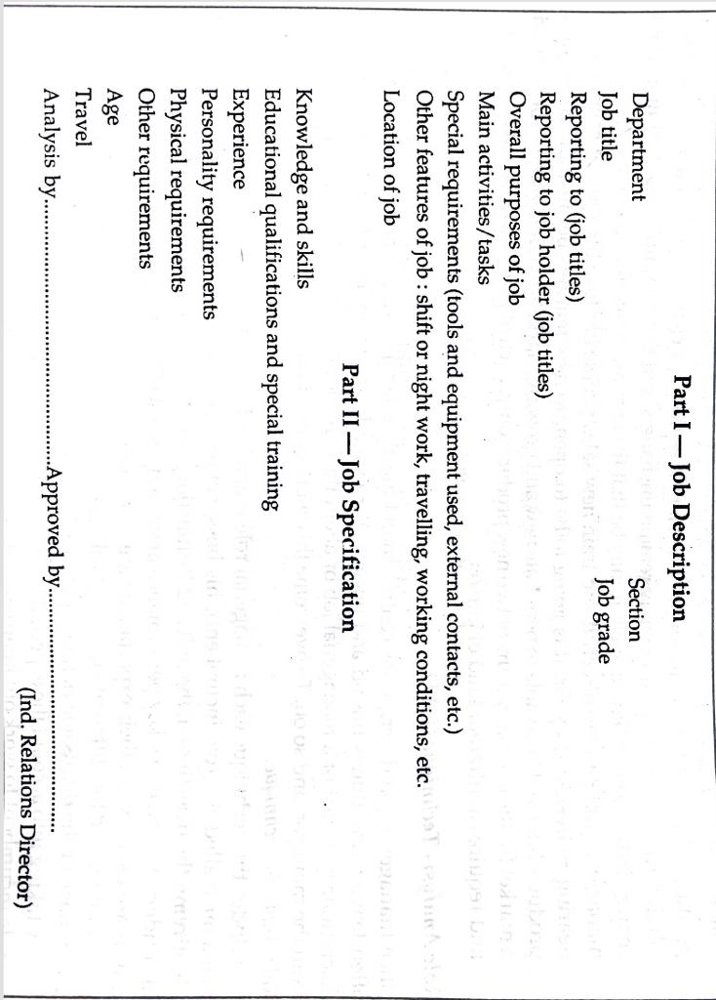 Part I — Job Description
Department Section
Job title Job grade
Reporting to (job titles)
Reporting to job holder (job titles)
Overall purposes of job
Main activities/tasks
Special requirements (tools and equipment used, external contacts, etc.)
Other features of job : shift or night work, travelling, working conditions, etc.
Location of job
Part II — Job Specification
Knowledge and skills
Educational qualifications and special training
Experience
Personality requirements
Physical requirements
Other requirements
Age
Travel
Analysis by..................................................Approved by..................................................
(Ind. Relations Director)